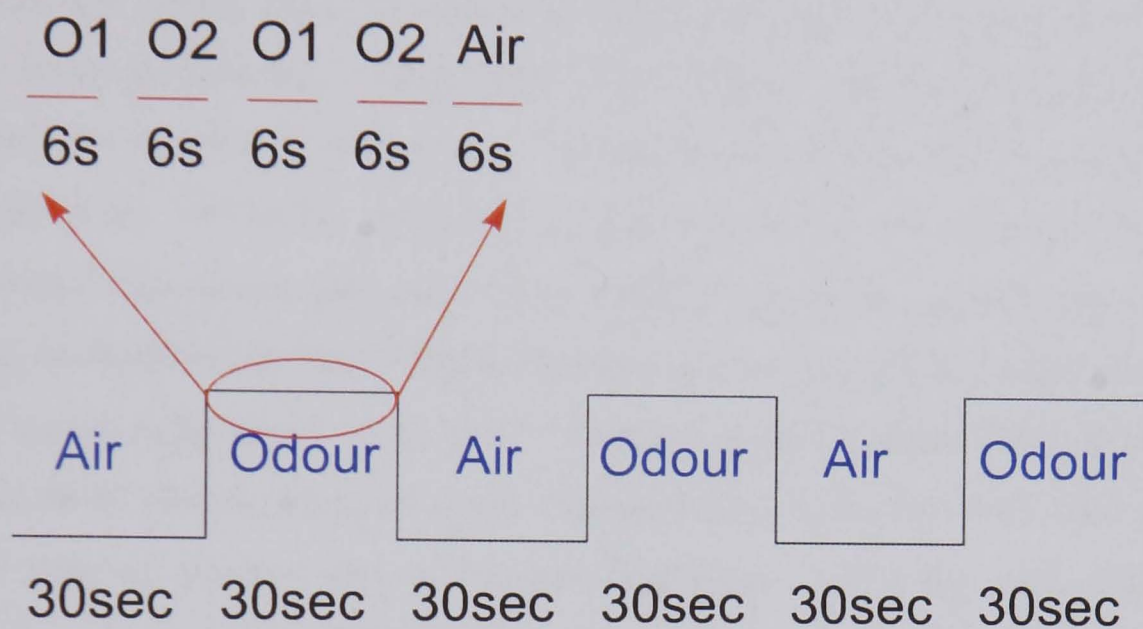 O1 O2 O1 O2 Air
6s 6s 6s 6s 6s
Air Odour Air Odour Air Odour
30sec 30sec 30sec 30sec 30sec 30sec